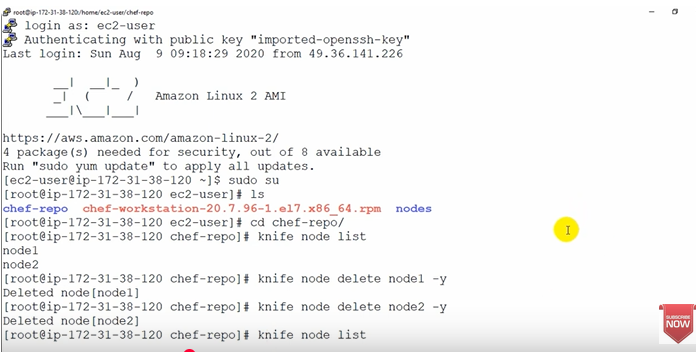 root@ip-172-31-38-120:/home/ec2-user/chef-repo
login as: ec2-user
Authenticating with public key "imported-openssh-key"
Last login: Sun Aug  9 09:18:29 2020 from 49.36.141.226
__|  __|_  )
_|  (     /   Amazon Linux 2 AMI
___|\___|___|
https://aws.amazon.com/amazon-linux-2/
4 package(s) needed for security, out of 8 available
Run "sudo yum update" to apply all updates.
[ec2-user@ip-172-31-38-120 ~]$ sudo su
[root@ip-172-31-38-120 ec2-user]# ls
chef-repo  chef-workstation-20.7.96-1.el7.x86_64.rpm  nodes
[root@ip-172-31-38-120 ec2-user]# cd chef-repo/
[root@ip-172-31-38-120 chef-repo]# knife node list
node1
node2
[root@ip-172-31-38-120 chef-repo]# knife node delete node1 -y
Deleted node[node1]
[root@ip-172-31-38-120 chef-repo]# knife node delete node2 -y
Deleted node[node2]
[root@ip-172-31-38-120 chef-repo]# knife node list
SUBSCRIBE
NOW